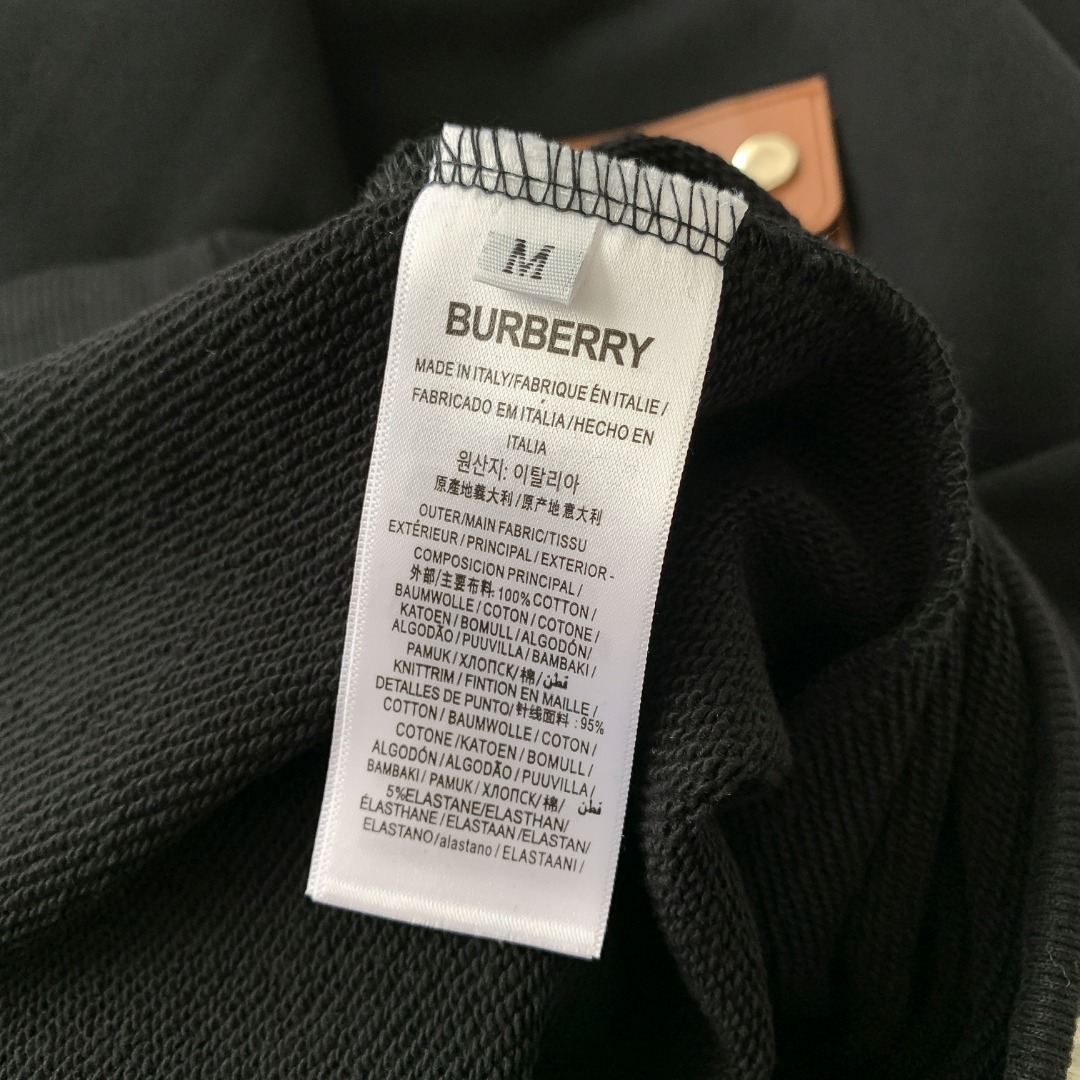 M
BURBERRY
MADE IN ITALY/FABRIQUE ÉN ITALIE/
FABRICADO EM ITÁLIA/HECHO EN
ITALIA
원산지: 이탈리아
原產地義大利/原产地意大利
OUTER/MAIN FABRIC/TISSU
EXTÉRIEUR/PRINCIPAL/EXTERIOR-
COMPOSICION PRINCIPAL/
外部/主要布料:100% COTTON/
BAUMWOLLE/COTON/COTONE/
KATOEN/BOMULL/ALGODÓN/
ALGODÃO/PUUVILLA/BAMBAKI/
PAMUK/ХЛОПСК/棉/قطن
KNITTRIM/FINTION EN MAILLE/
DETALLES DE PUNTO/针线面料:95%
COTTON/BAUMWOLLE/COTON/
COTONE/KATOEN/BOMULL/
ALGODÓN/ALGODÃO/PUUVILLA/
BAMBAKI/PAMUK/ХЛОПСК/棉/قطن
5%ELASTANE/ELASTHAN/
ÉLASTHANE/ELASTAAN/ELASTAN/
ELASTANO/alastano/ELASTAANI/